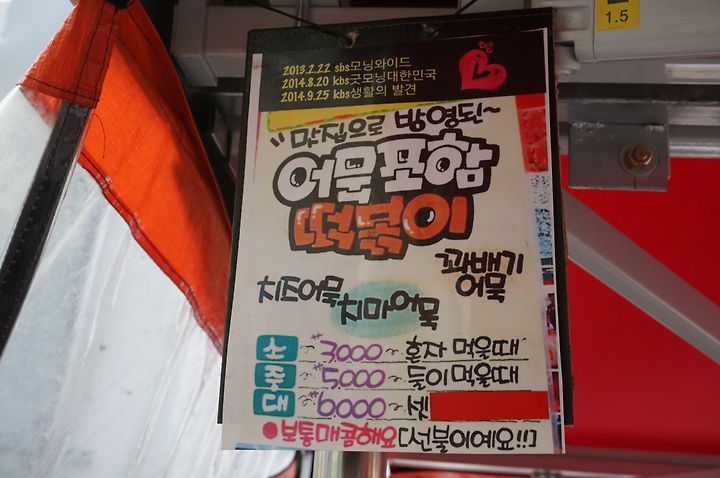 1.5
2013.2.22 sbs모닝와이드
2014.8.20 kbs굿모닝대한민국
2014.9.25 kbs생활의 발견
"맛집으로 방영된~
어묵포함
떡볶이
꽈배기
어묵
치즈어묵
치마어묵
소 ~ *3,000 ~ 혼자 먹을때
중 ~ *5,000 ~ 둘이먹을때
대 ~ *6,000 ~ 셋
●보통매콤해요 [선불이예요!!]